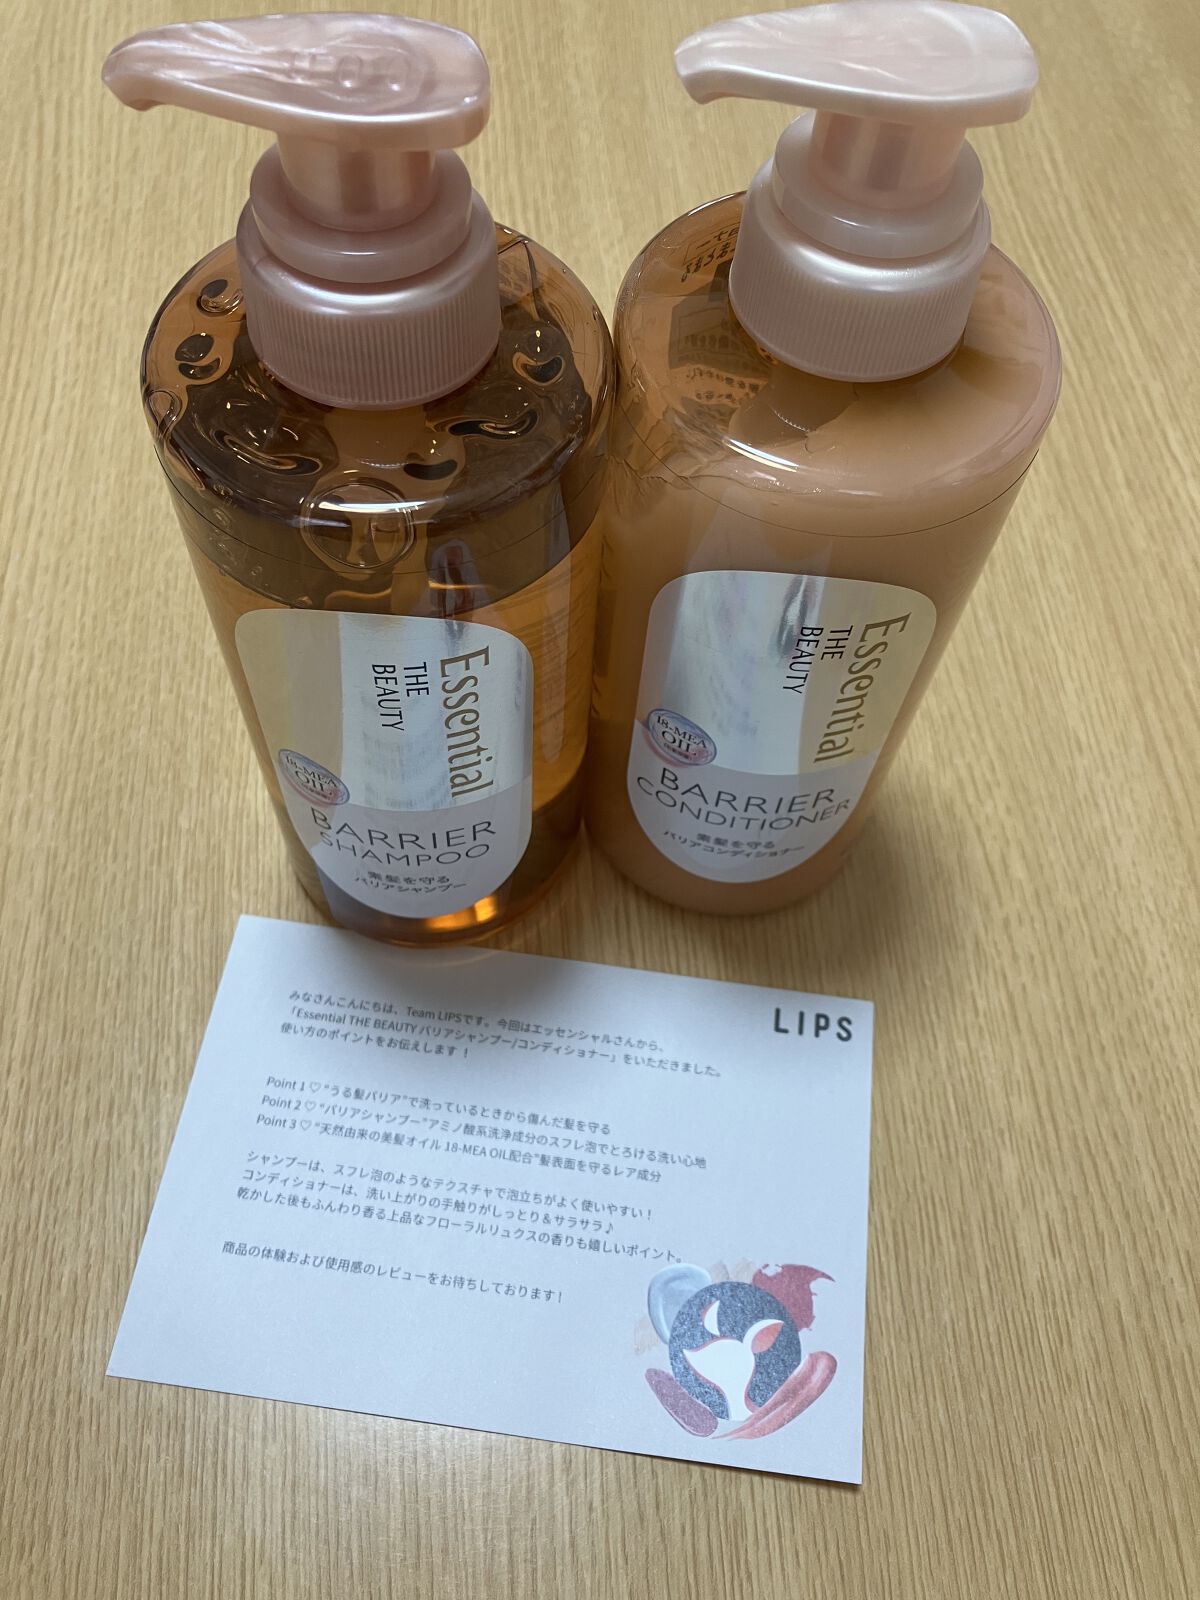 Essential
THE
BEAUTY
18-MEA
OIL
BARRIER
SHAMPOO
素髪を守る
バリアシャンプー
Essential
THE
BEAUTY
18-MEA
OIL
BARRIER
CONDITIONER
素髪を守る
バリアコンディショナー
LIPS
みなさんこんにちは、Team LIPSです。今回はエッセンシャルさんから、
「Essential THE BEAUTY バリアシャンプー/コンディショナー」をいただきました。
使い方のポイントをお伝えします！
Point 1 ♡ “うる髪バリア”で洗っているときから傷んだ髪を守る
Point 2 ♡ “バリアシャンプー”アミノ酸系洗浄成分のスフレ泡でとろける洗い心地
Point 3 ♡ “天然由来の美髪オイル 18-MEA OIL配合”髪表面を守るレア成分
シャンプーは、スフレ泡のようなテクスチャで泡立ちがよく使いやすい！
コンディショナーは、洗い上がりの手触りがしっとり＆サラサラ♪
乾かした後もふんわり香る上品なフローラルリュクスの香りも嬉しいポイント。
商品の体験および使用感のレビューをお待ちしております！